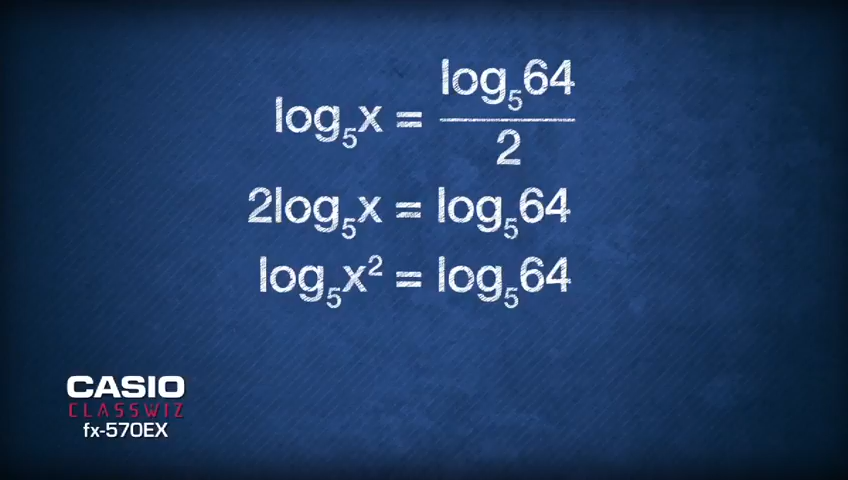 log₅x = log₅64 / 2
2log₅x = log₅64
log₅x² = log₅64
CASIO
CLASSWIZ
fx-570EX